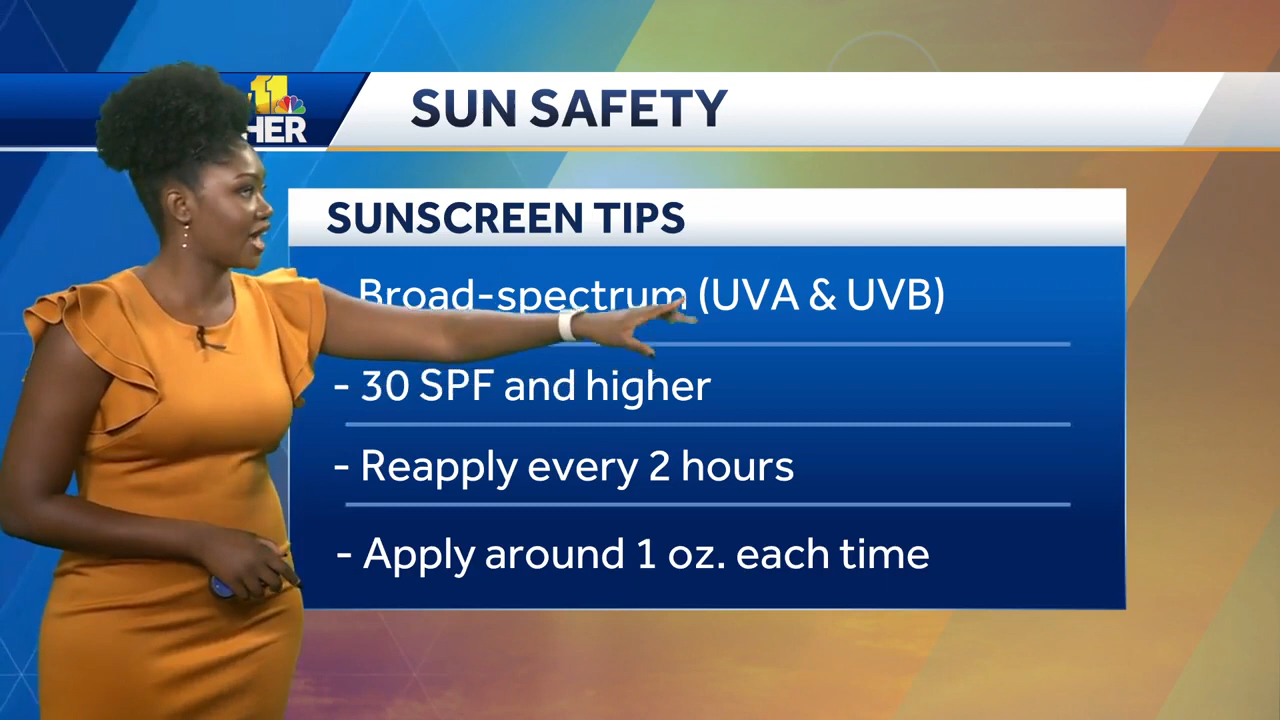 11
SUN SAFETY
SUNSCREEN TIPS
Broad-spectrum (UVA & UVB)
- 30 SPF and higher
- Reapply every 2 hours
- Apply around 1 oz. each time